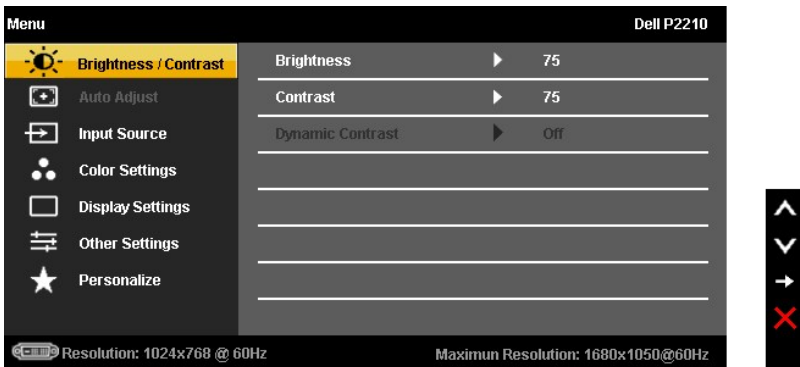 Menu Dell P2210
Brightness / Contrast Brightness 75
Auto Adjust Contrast 75
Input Source Dynamic Contrast Off
Color Settings
Display Settings
Other Settings
Personalize
Resolution: 1024x768 @ 60Hz Maximun Resolution: 1680x1050@60Hz